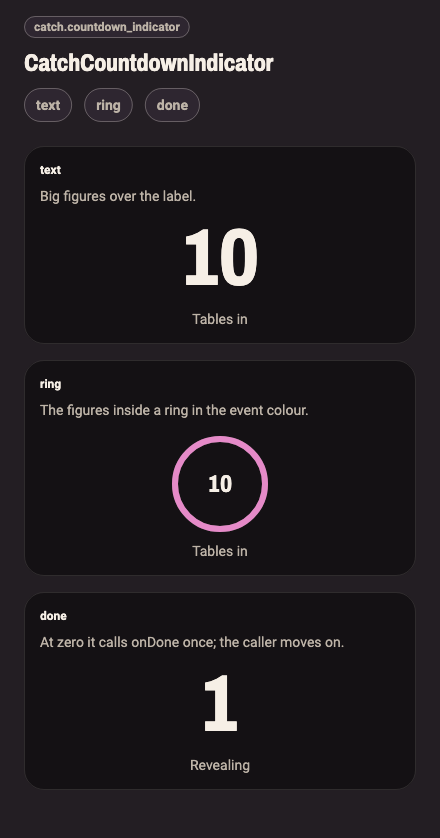 catch.countdown_indicator
CatchCountdownIndicator
text ring done
text
Big figures over the label.
10
Tables in
ring
The figures inside a ring in the event colour.
10
Tables in
done
At zero it calls onDone once; the caller moves on.
1
Revealing